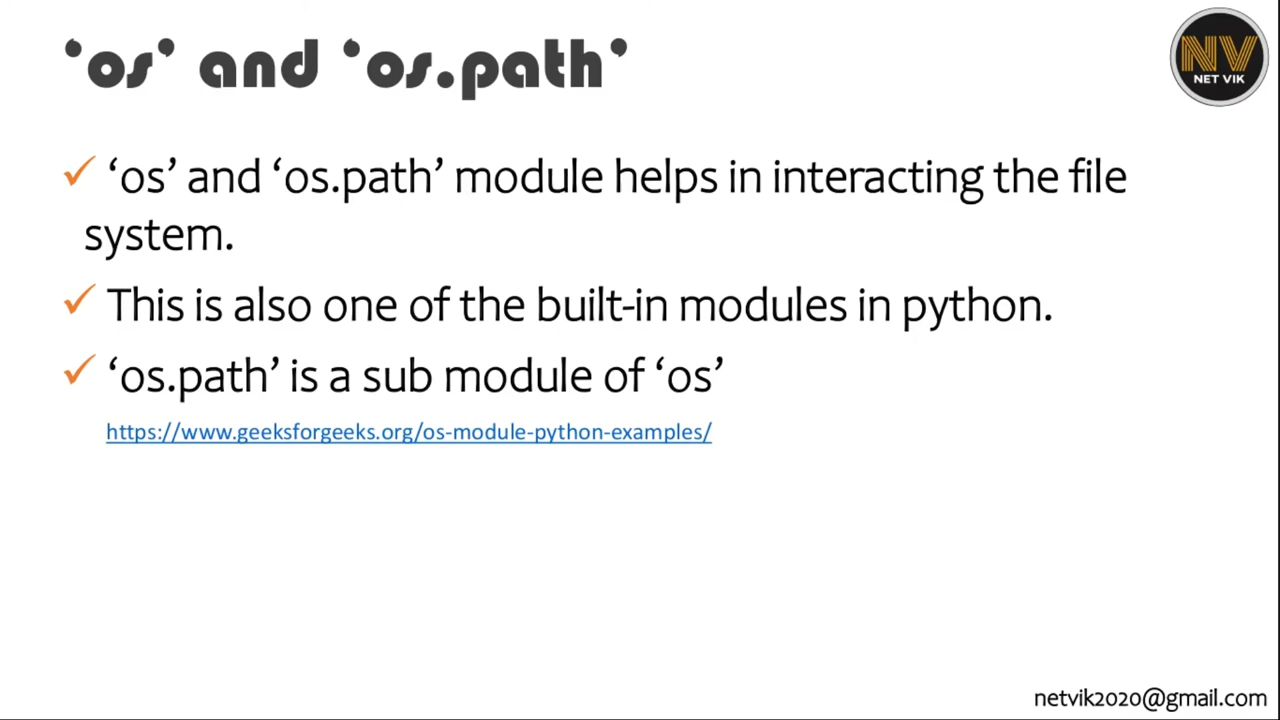 ‘os’ and ‘os.path’
NV
NET VIK
‘os’ and ‘os.path’ module helps in interacting the file
system.
This is also one of the built-in modules in python.
‘os.path’ is a sub module of ‘os’
https://www.geeksforgeeks.org/os-module-python-examples/
netvik2020@gmail.com